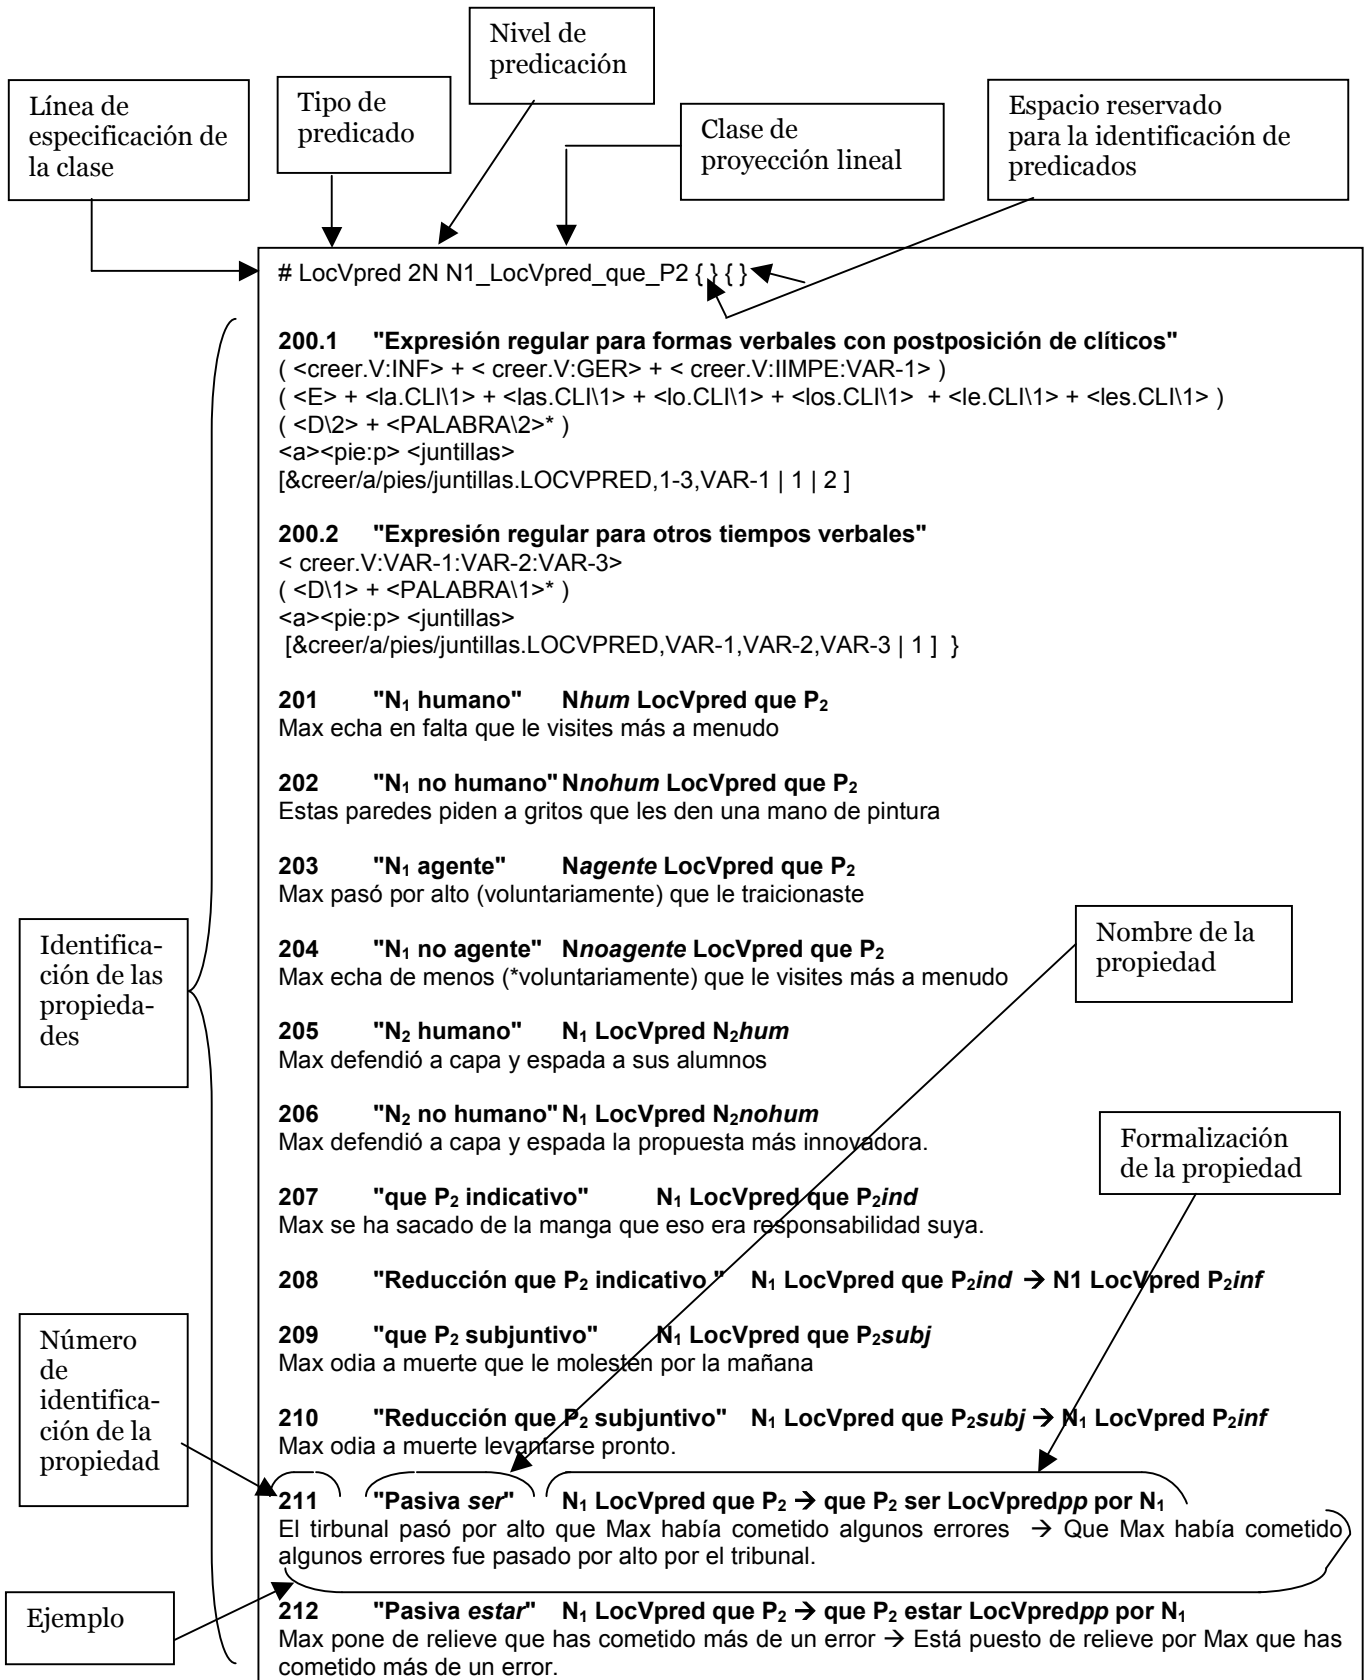 Nivel de
predicación
Línea de
especificación de
la clase
Tipo de
predicado
Clase de
proyección lineal
Espacio reservado
para la identificación de
predicados
# LocVpred 2N N1_LocVpred_que_P2 { } { }
200.1 "Expresión regular para formas verbales con postposición de clíticos"
( <creer.V:INF> + < creer.V:GER> + < creer.V:IIMPE:VAR-1> )
( <E> + <la.CLI\1> + <las.CLI\1> + <lo.CLI\1> + <los.CLI\1> + <le.CLI\1> + <les.CLI\1> )
( <D\2> + <PALABRA\2>* )
<a><pie:p> <juntillas>
[&creer/a/pies/juntillas.LOCVPRED,1-3,VAR-1 | 1 | 2 ]
200.2 "Expresión regular para otros tiempos verbales"
< creer.V:VAR-1:VAR-2:VAR-3>
( <D\1> + <PALABRA\1>* )
<a><pie:p> <juntillas>
[&creer/a/pies/juntillas.LOCVPRED,VAR-1,VAR-2,VAR-3 | 1 ] }
201 "N₁ humano" Nhum LocVpred que P₂
Max echa en falta que le visites más a menudo
202 "N₁ no humano" Nnohum LocVpred que P₂
Estas paredes piden a gritos que les den una mano de pintura
203 "N₁ agente" Nagente LocVpred que P₂
Max pasó por alto (voluntariamente) que le traicionaste
204 "N₁ no agente" Nnoagente LocVpred que P₂
Max echa de menos (*voluntariamente) que le visites más a menudo
205 "N₂ humano" N₁ LocVpred N₂hum
Max defendió a capa y espada a sus alumnos
206 "N₂ no humano" N₁ LocVpred N₂nohum
Max defendió a capa y espada la propuesta más innovadora.
207 "que P₂ indicativo" N₁ LocVpred que P₂ind
Max se ha sacado de la manga que eso era responsabilidad suya.
208 "Reducción que P₂ indicativo " N₁ LocVpred que P₂ind → N1 LocVpred P₂inf
209 "que P₂ subjuntivo" N₁ LocVpred que P₂subj
Max odia a muerte que le molesten por la mañana
210 "Reducción que P₂ subjuntivo" N₁ LocVpred que P₂subj → N₁ LocVpred P₂inf
Max odia a muerte levantarse pronto.
211 "Pasiva ser" N₁ LocVpred que P₂ → que P₂ ser LocVpredpp por N₁
El tirbunal pasó por alto que Max había cometido algunos errores → Que Max había cometido
algunos errores fue pasado por alto por el tribunal.
212 "Pasiva estar" N₁ LocVpred que P₂ → que P₂ estar LocVpredpp por N₁
Max pone de relieve que has cometido más de un error → Está puesto de relieve por Max que has
cometido más de un error.
Identifica-
ción de las
propieda-
des
Nombre de la
propiedad
Formalización
de la propiedad
Número
de
identifica-
ción de la
propiedad
Ejemplo